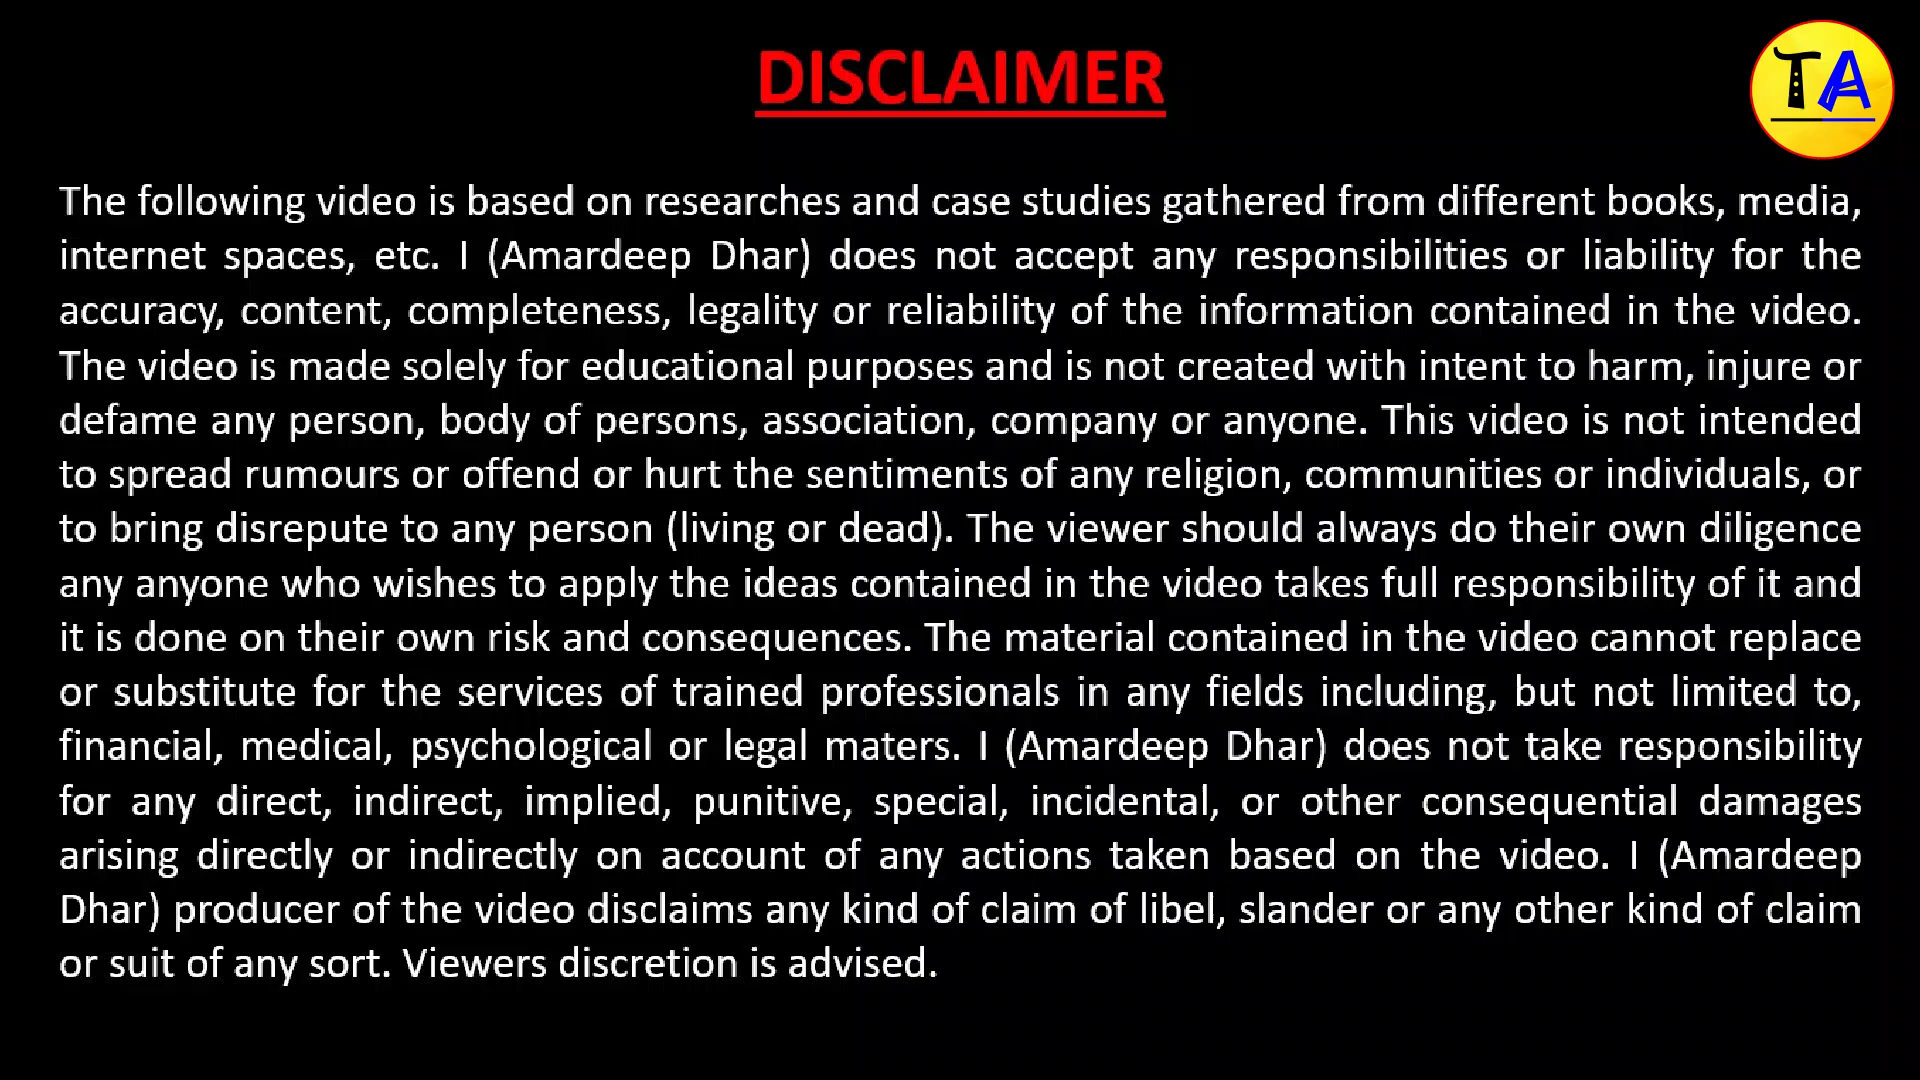 DISCLAIMER
TA
The following video is based on researches and case studies gathered from different books, media,
internet spaces, etc. I (Amardeep Dhar) does not accept any responsibilities or liability for the
accuracy, content, completeness, legality or reliability of the information contained in the video.
The video is made solely for educational purposes and is not created with intent to harm, injure or
defame any person, body of persons, association, company or anyone. This video is not intended
to spread rumours or offend or hurt the sentiments of any religion, communities or individuals, or
to bring disrepute to any person (living or dead). The viewer should always do their own diligence
any anyone who wishes to apply the ideas contained in the video takes full responsibility of it and
it is done on their own risk and consequences. The material contained in the video cannot replace
or substitute for the services of trained professionals in any fields including, but not limited to,
financial, medical, psychological or legal maters. I (Amardeep Dhar) does not take responsibility
for any direct, indirect, implied, punitive, special, incidental, or other consequential damages
arising directly or indirectly on account of any actions taken based on the video. I (Amardeep
Dhar) producer of the video disclaims any kind of claim of libel, slander or any other kind of claim
or suit of any sort. Viewers discretion is advised.